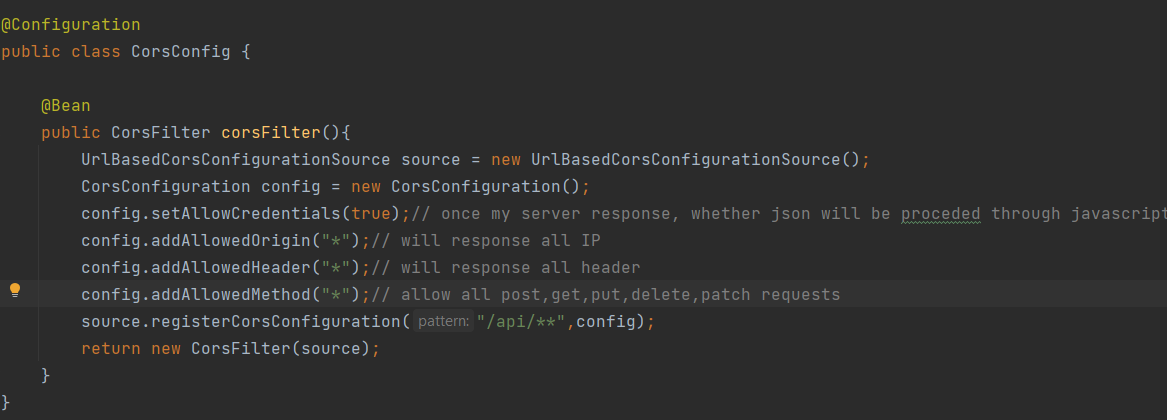 @Configuration
public class CorsConfig {
@Bean
public CorsFilter corsFilter(){
UrlBasedCorsConfigurationSource source = new UrlBasedCorsConfigurationSource();
CorsConfiguration config = new CorsConfiguration();
config.setAllowCredentials(true);// once my server response, whether json will be proceded through javascript
config.addAllowedOrigin("*");// will response all IP
config.addAllowedHeader("*");// will response all header
config.addAllowedMethod("*");// allow all post,get,put,delete,patch requests
source.registerCorsConfiguration( pattern: "/api/**",config);
return new CorsFilter(source);
}
}